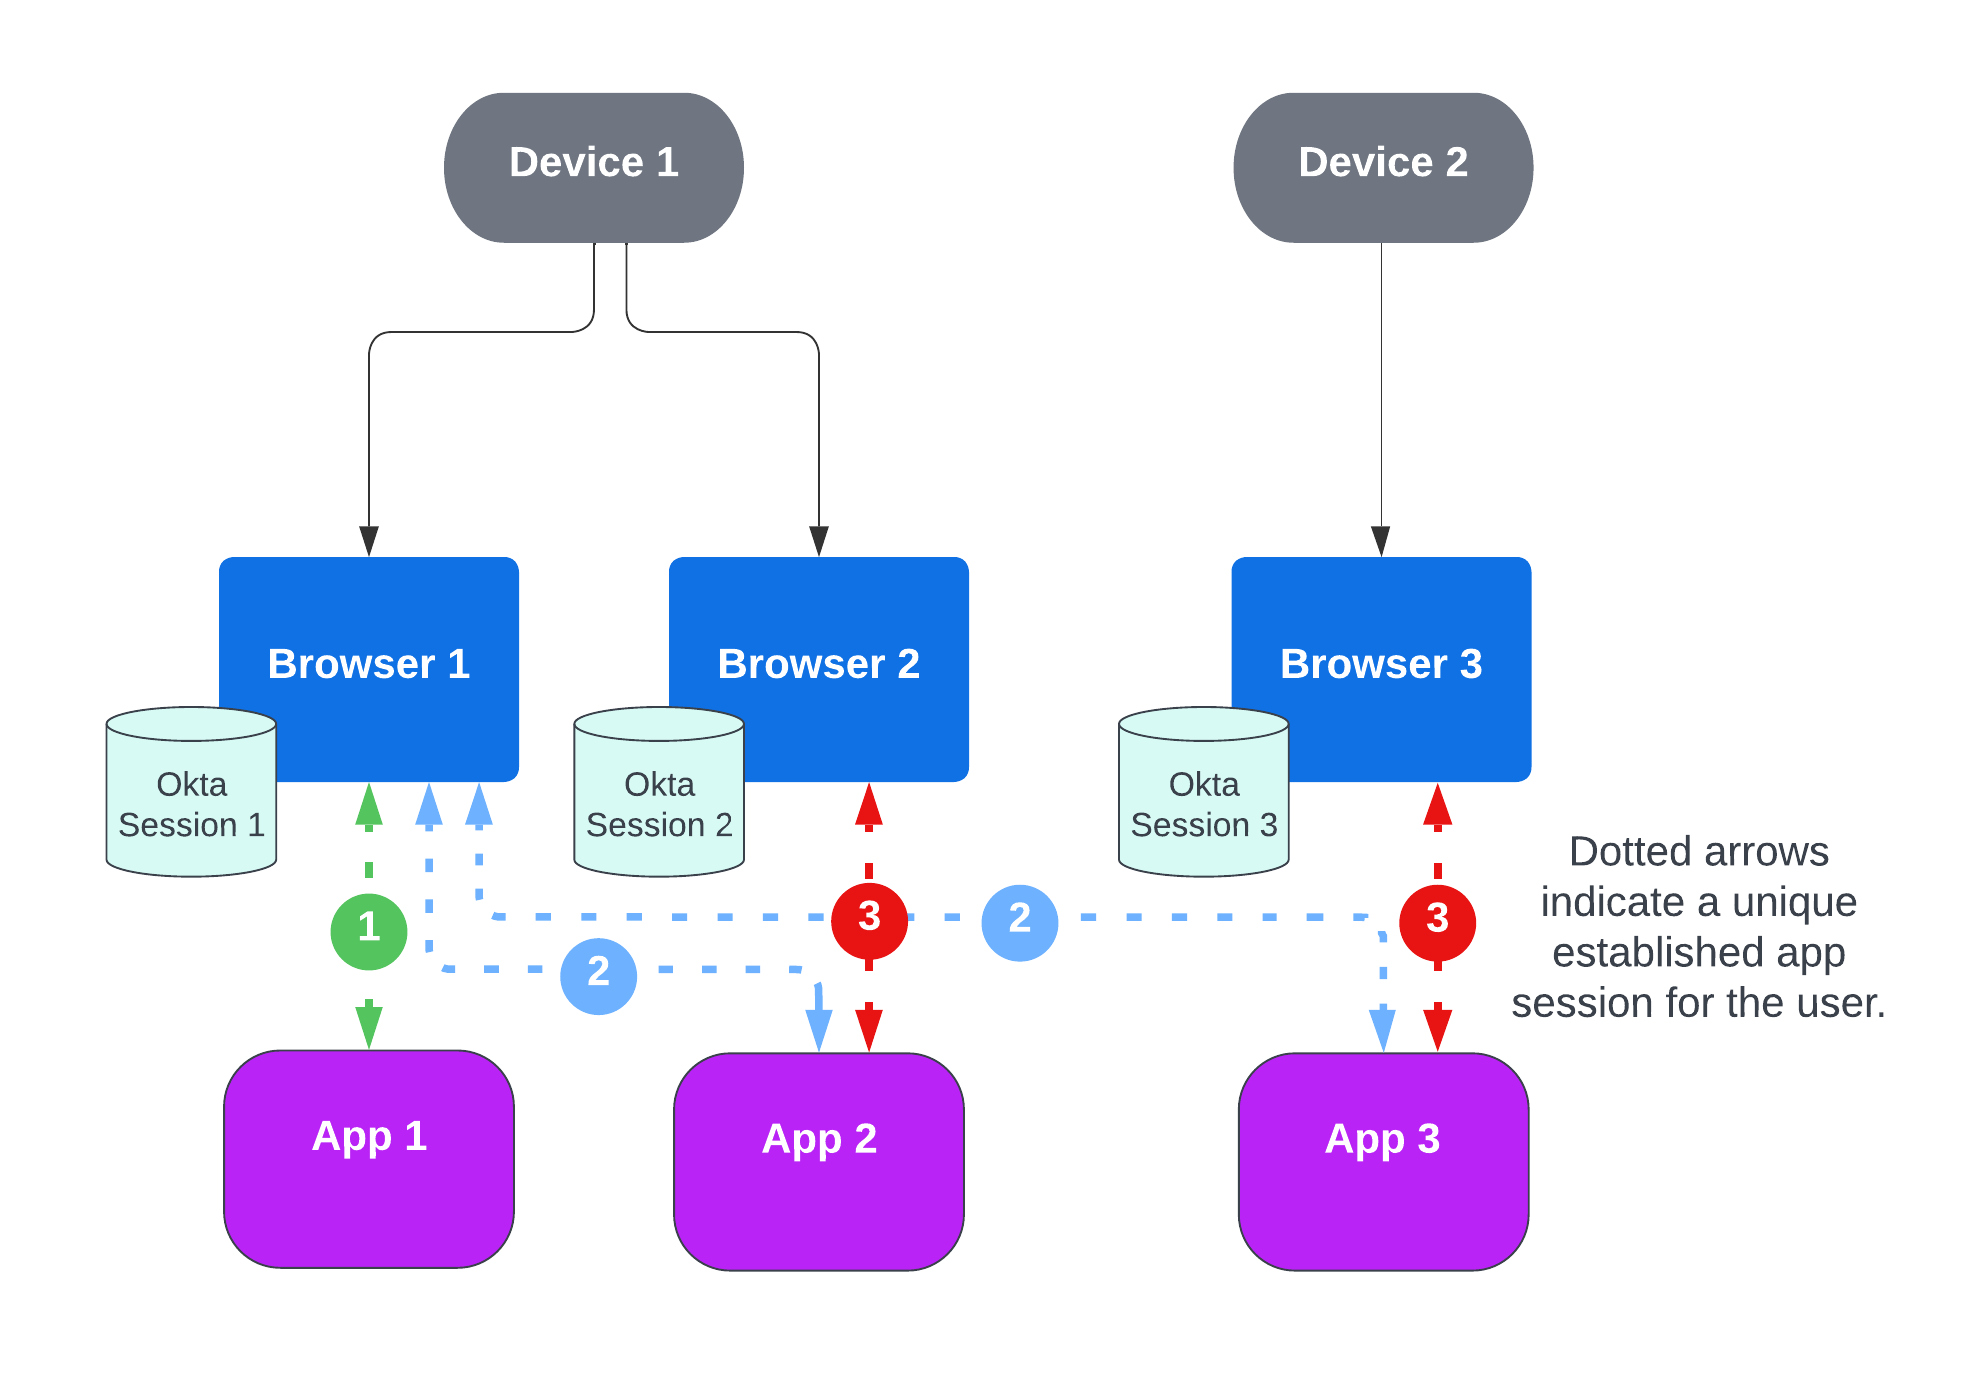 Device 1
Device 2
Browser 1
Browser 2
Browser 3
Okta
Session 1
Okta
Session 2
Okta
Session 3
Dotted arrows
indicate a unique
established app
session for the user.
1
2
3
2
3
App 1
App 2
App 3